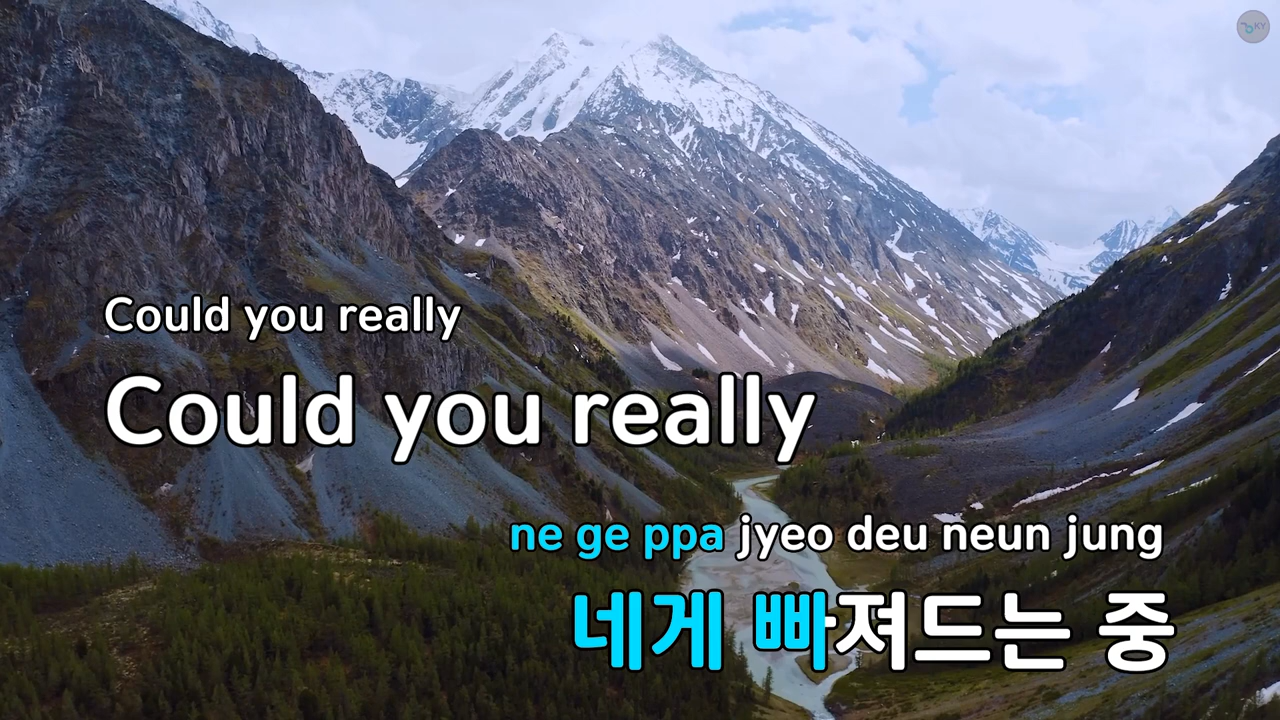 KY
Could you really
Could you really
ne ge ppa jyeo deu neun jung
네게 빠져드는 중